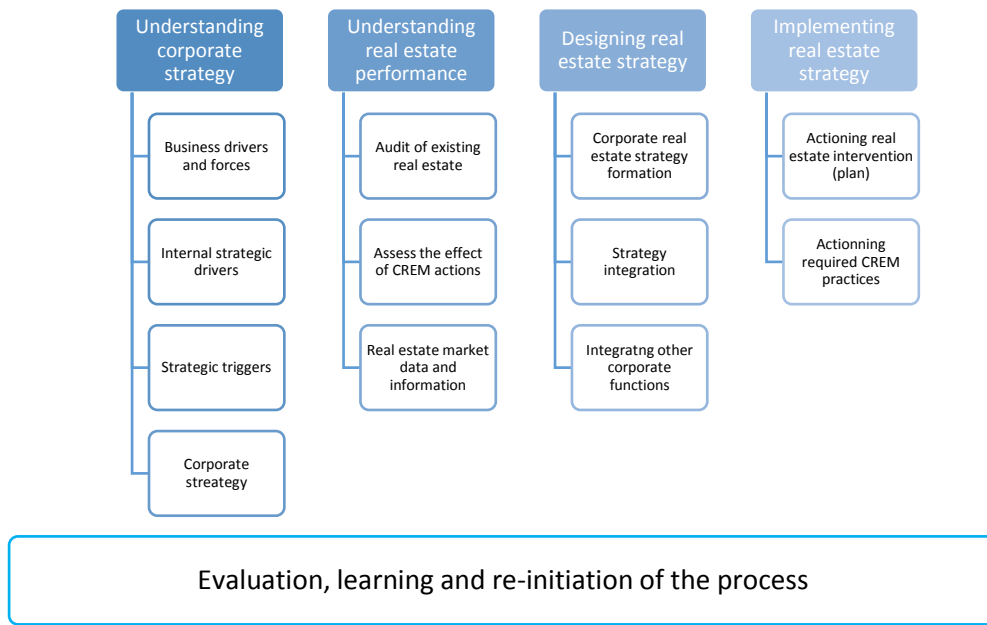 Understanding
corporate
strategy
Business drivers
and forces
Internal strategic
drivers
Strategic triggers
Corporate
streategy
Understanding
real estate
performance
Audit of existing
real estate
Assess the effect
of CREM actions
Real estate market
data and
information
Designing real
estate strategy
Corporate real
estate strategy
formation
Strategy
integration
Integratng other
corporate
functions
Implementing
real estate
strategy
Actioning real
estate intervention
(plan)
Actionning
required CREM
practices
Evaluation, learning and re-initiation of the process